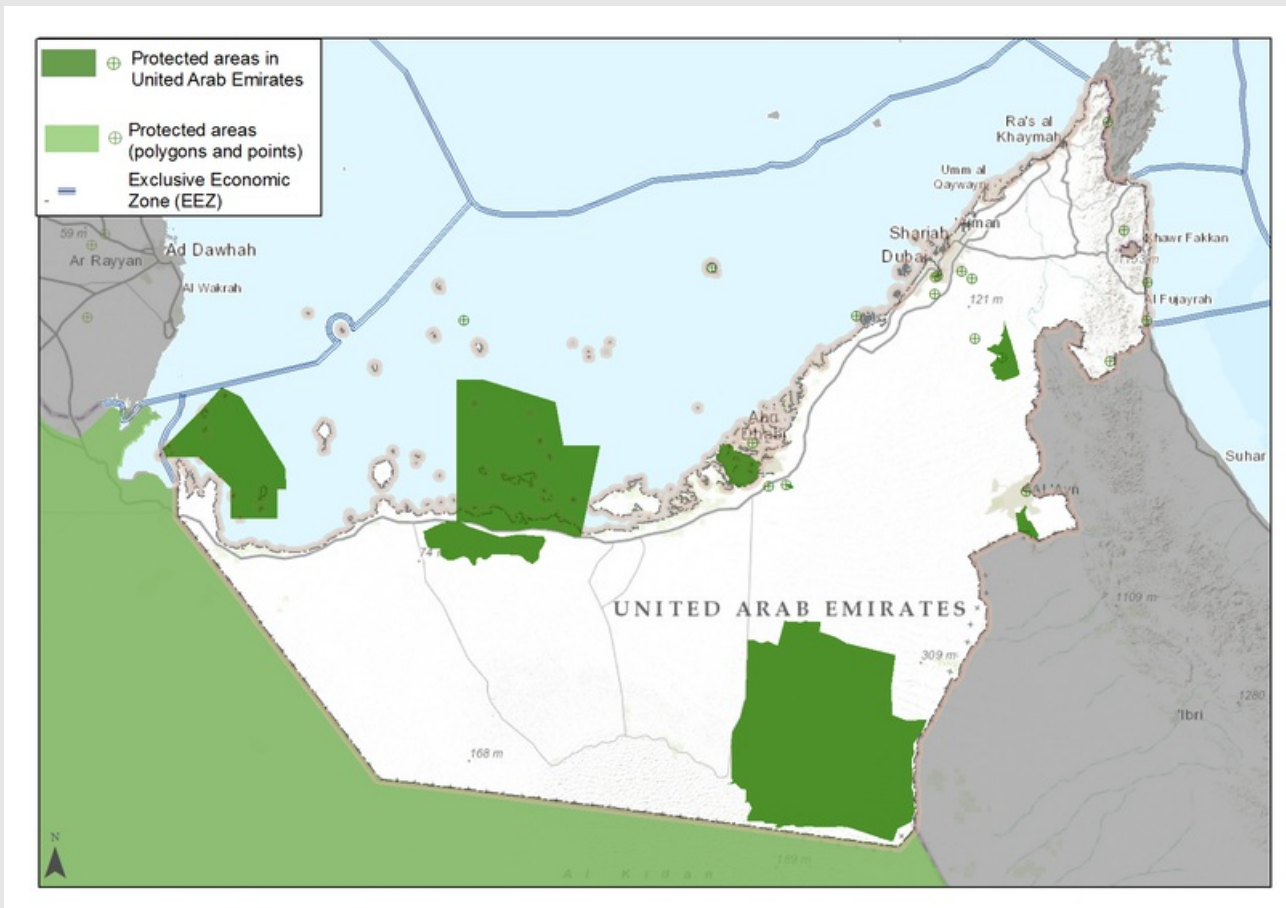 Protected areas in
United Arab Emirates
Protected areas
(polygons and points)
Exclusive Economic
Zone (EEZ)
59 m
Ar Rayyan
Ad Dawhah
Al Wakrah
Ra's al
Khaymah
Umm al
Qaywayn
'Ajman
Sharjah
Dubai
Khawr Fakkan
1153 m
Al Fujayrah
121 m
Abu
Dhabi
Suhar
Al 'Ayn
74 m
UNITED ARAB EMIRATES
1109 m
309 m
1280
'Ibri
168 m
N
189 m
Al Kidan